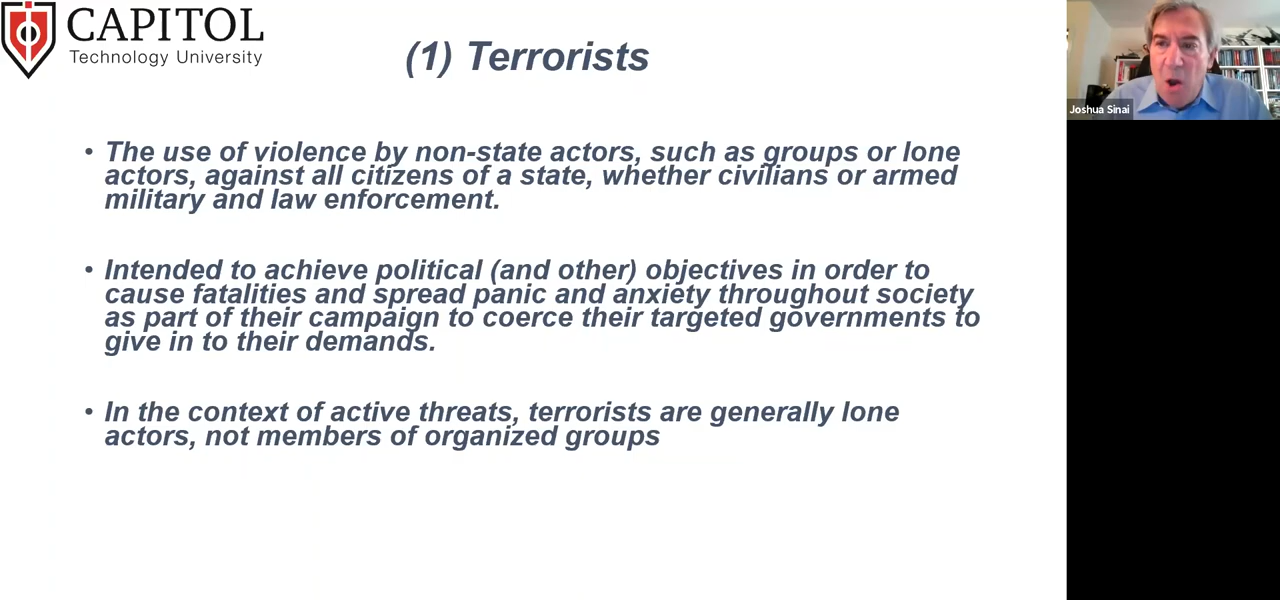 CAPITOL
Technology University
(1) Terrorists
• The use of violence by non-state actors, such as groups or lone
actors, against all citizens of a state, whether civilians or armed
military and law enforcement.
• Intended to achieve political (and other) objectives in order to
cause fatalities and spread panic and anxiety throughout society
as part of their campaign to coerce their targeted governments to
give in to their demands.
• In the context of active threats, terrorists are generally lone
actors, not members of organized groups
Joshua Sinai